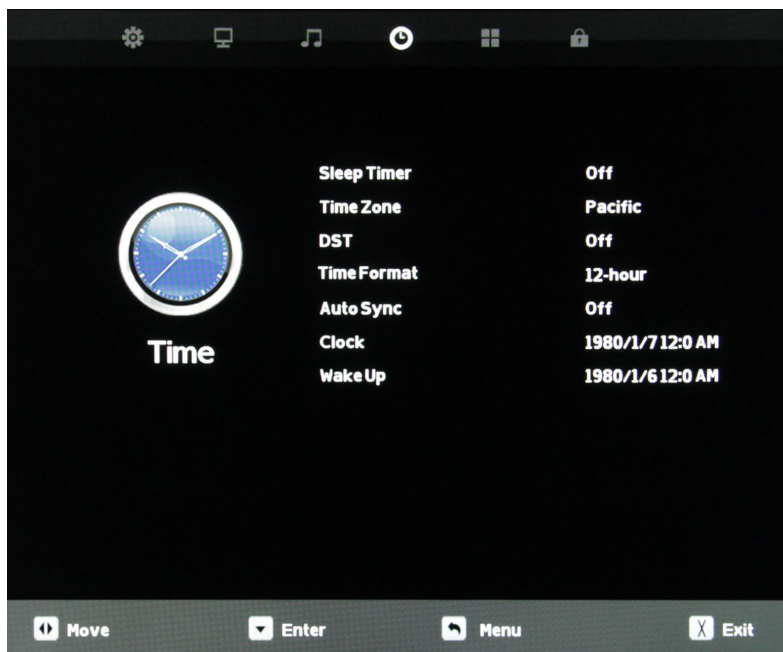 Sleep Timer Off
Time Zone Pacific
DST Off
Time Format 12-hour
Auto Sync Off
Clock 1980/1/7 12:0 AM
Wake Up 1980/1/6 12:0 AM
Time
Move Enter Menu X Exit